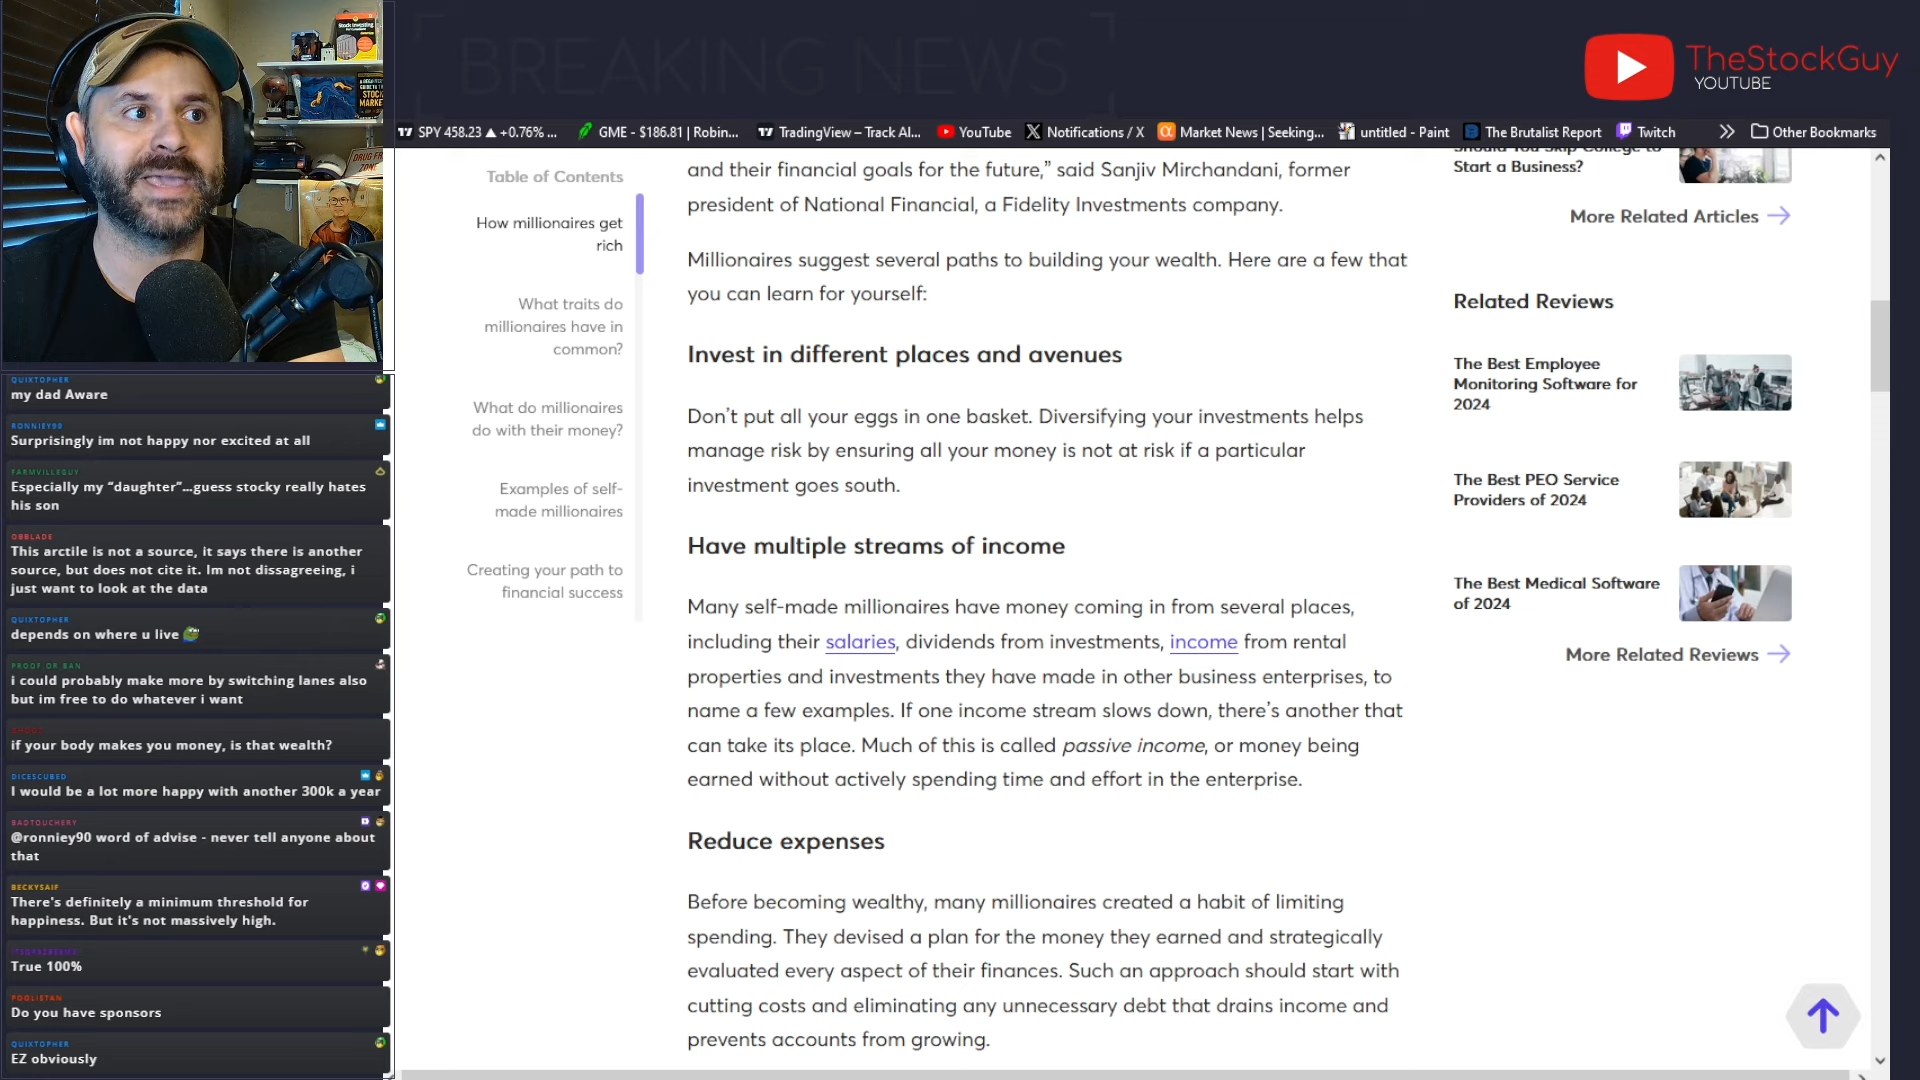 BREAKING NEWS
TheStockGuy
YOUTUBE
SPY 458.23 ▲ +0.76% ...
GME - $186.81 | Robin...
TradingView – Track Al...
YouTube
Notifications / X
Market News | Seeking...
untitled - Paint
The Brutalist Report
Twitch
Other Bookmarks
Table of Contents
How millionaires get
rich
What traits do
millionaires have in
common?
What do millionaires
do with their money?
Examples of self-
made millionaires
Creating your path to
financial success
and their financial goals for the future,” said Sanjiv Mirchandani, former
president of National Financial, a Fidelity Investments company.
Millionaires suggest several paths to building your wealth. Here are a few that
you can learn for yourself:
Invest in different places and avenues
Don’t put all your eggs in one basket. Diversifying your investments helps
manage risk by ensuring all your money is not at risk if a particular
investment goes south.
Have multiple streams of income
Many self-made millionaires have money coming in from several places,
including their salaries, dividends from investments, income from rental
properties and investments they have made in other business enterprises, to
name a few examples. If one income stream slows down, there’s another that
can take its place. Much of this is called passive income, or money being
earned without actively spending time and effort in the enterprise.
Reduce expenses
Before becoming wealthy, many millionaires created a habit of limiting
spending. They devised a plan for the money they earned and strategically
evaluated every aspect of their finances. Such an approach should start with
cutting costs and eliminating any unnecessary debt that drains income and
prevents accounts from growing.
Should You Skip College to
Start a Business?
More Related Articles
Related Reviews
The Best Employee
Monitoring Software for
2024
The Best PEO Service
Providers of 2024
The Best Medical Software
of 2024
More Related Reviews
QUIXTOPHER
my dad Aware
RONNIEY90
Surprisingly im not happy nor excited at all
FARMVILLEGUY
Especially my “daughter”...guess stocky really hates
his son
OBBLADE
This arctile is not a source, it says there is another
source, but does not cite it. Im not dissagreeing, i
just want to look at the data
QUIXTOPHER
depends on where u live
PROOF_OR_BAN
i could probably make more by switching lanes also
but im free to do whatever i want
if your body makes you money, is that wealth?
DICESCUBED
I would be a lot more happy with another 300k a year
BADTOUCHERY
@ronniey90 word of advise - never tell anyone about
that
BECKYSAIF
There's definitely a minimum threshold for
happiness. But it's not massively high.
True 100%
POOLISTAN
Do you have sponsors
QUIXTOPHER
EZ obviously